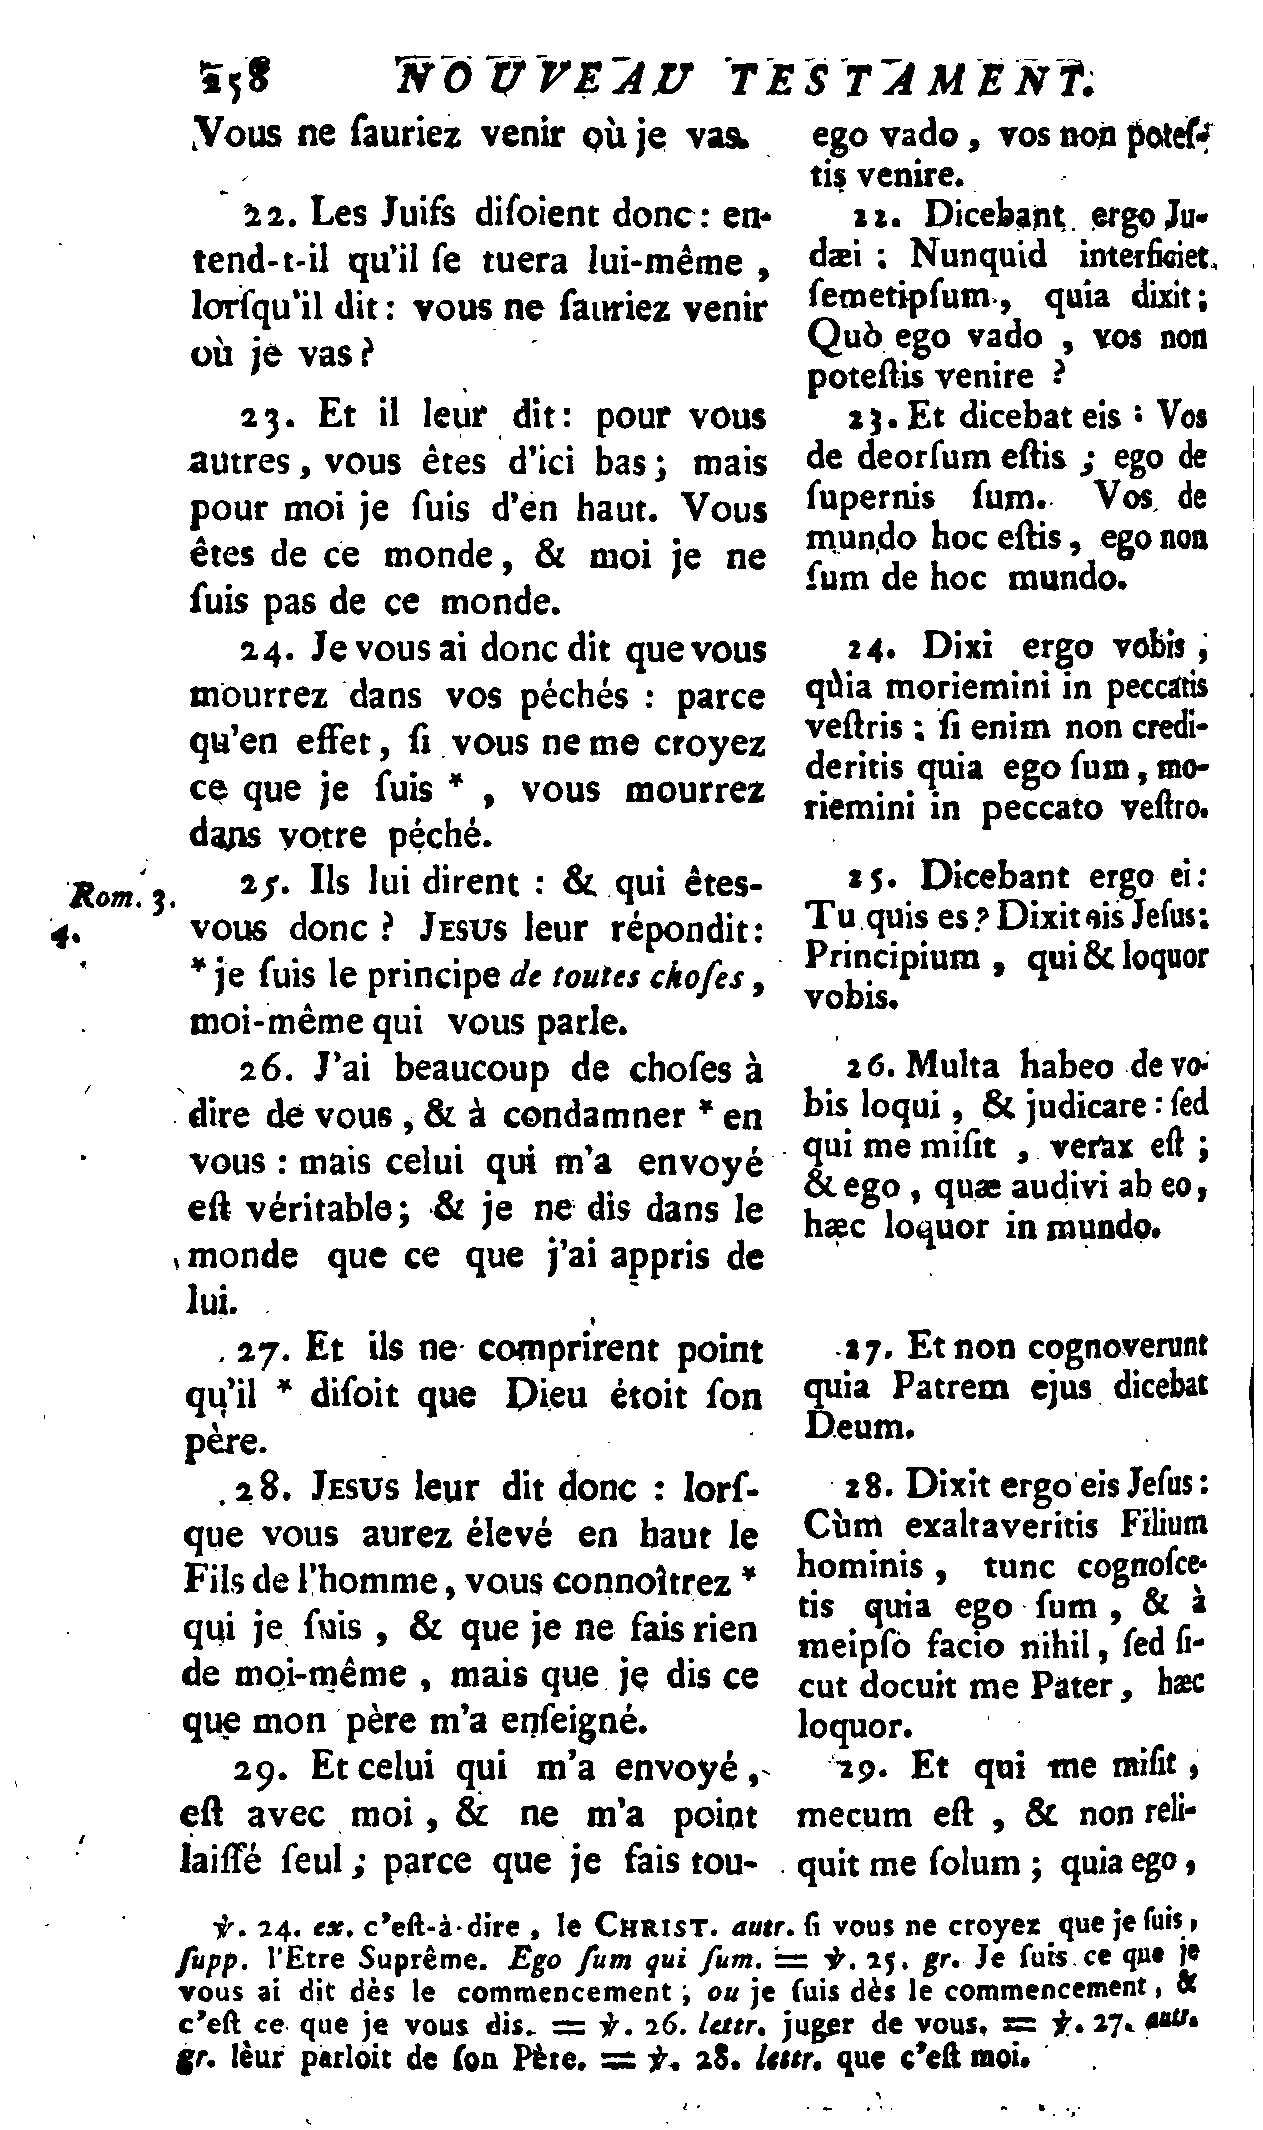 258 NOUVEAU TESTAMENT.
Vous ne ſauriez venir où je vas.
22. Les Juifs diſoient donc : en-
tend-t-il qu'il ſe tuera lui-même ,
lorſqu'il dit : vous ne ſauriez venir
où je vas ?
23. Et il leur dit : pour vous
autres, vous êtes d'ici bas ; mais
pour moi je ſuis d'en haut. Vous
êtes de ce monde, & moi je ne
ſuis pas de ce monde.
24. Je vous ai donc dit que vous
mourrez dans vos péchés : parce
qu'en effet, ſi vous ne me croyez
ce que je ſuis * , vous mourrez
dans votre péché.
Rom. 3.
4.
25. Ils lui dirent : & qui êtes-
vous donc ? JESUS leur répondit :
* je ſuis le principe de toutes choſes,
moi-même qui vous parle.
26. J'ai beaucoup de choſes à
dire de vous, & à condamner * en
vous : mais celui qui m'a envoyé
eſt véritable ; & je ne dis dans le
monde que ce que j'ai appris de
lui.
27. Et ils ne comprirent point
qu'il * diſoit que Dieu étoit ſon
père.
28. JESUS leur dit donc : lorſ-
que vous aurez élevé en haut le
Fils de l'homme, vous connoîtrez *
qui je ſuis , & que je ne fais rien
de moi-même , mais que je dis ce
que mon père m'a enſeigné.
29. Et celui qui m'a envoyé,
eſt avec moi, & ne m'a point
laiſſé ſeul ; parce que je fais tou-
ego vado, vos non poteſ-
tis venire.
22. Dicebant ergo Ju-
dæi : Nunquid interficiet
ſemetipſum, quia dixit ;
Quò ego vado , vos non
poteſtis venire ?
23. Et dicebat eis : Vos
de deorſum eſtis ; ego de
ſupernis ſum. Vos de
mundo hoc eſtis, ego non
ſum de hoc mundo.
24. Dixi ergo vobis ,
quia moriemini in peccatis
veſtris : ſi enim non credi-
deritis quia ego ſum, mo-
riemini in peccato veſtro.
25. Dicebant ergo ei :
Tu quis es ? Dixit eis Jeſus :
Principium , qui & loquor
vobis.
26. Multa habeo de vo-
bis loqui , & judicare : ſed
qui me miſit , verax eſt ;
& ego, quæ audivi ab eo,
hæc loquor in mundo.
27. Et non cognoverunt
quia Patrem ejus dicebat
Deum.
28. Dixit ergo eis Jeſus :
Cùm exaltaveritis Filium
hominis , tunc cognoſce-
tis quia ego ſum , & à
meipſo facio nihil, ſed ſi-
cut docuit me Pater, hæc
loquor.
29. Et qui me miſit ,
mecum eſt , & non reli-
quit me ſolum ; quia ego ,
℣. 24. ex. c'eſt-à-dire , le CHRIST. autr. ſi vous ne croyez que je ſuis,
ſupp. l'Etre Suprême. Ego ſum qui ſum. = ℣. 25. gr. Je ſuis ce que je
vous ai dit dès le commencement ; ou je ſuis dès le commencement, &
c'eſt ce que je vous dis. = ℣. 26. lettr. juger de vous. = ℣. 27. autr.
gr. leur parloit de ſon Père. = ℣. 28. lettr. que c'eſt moi.